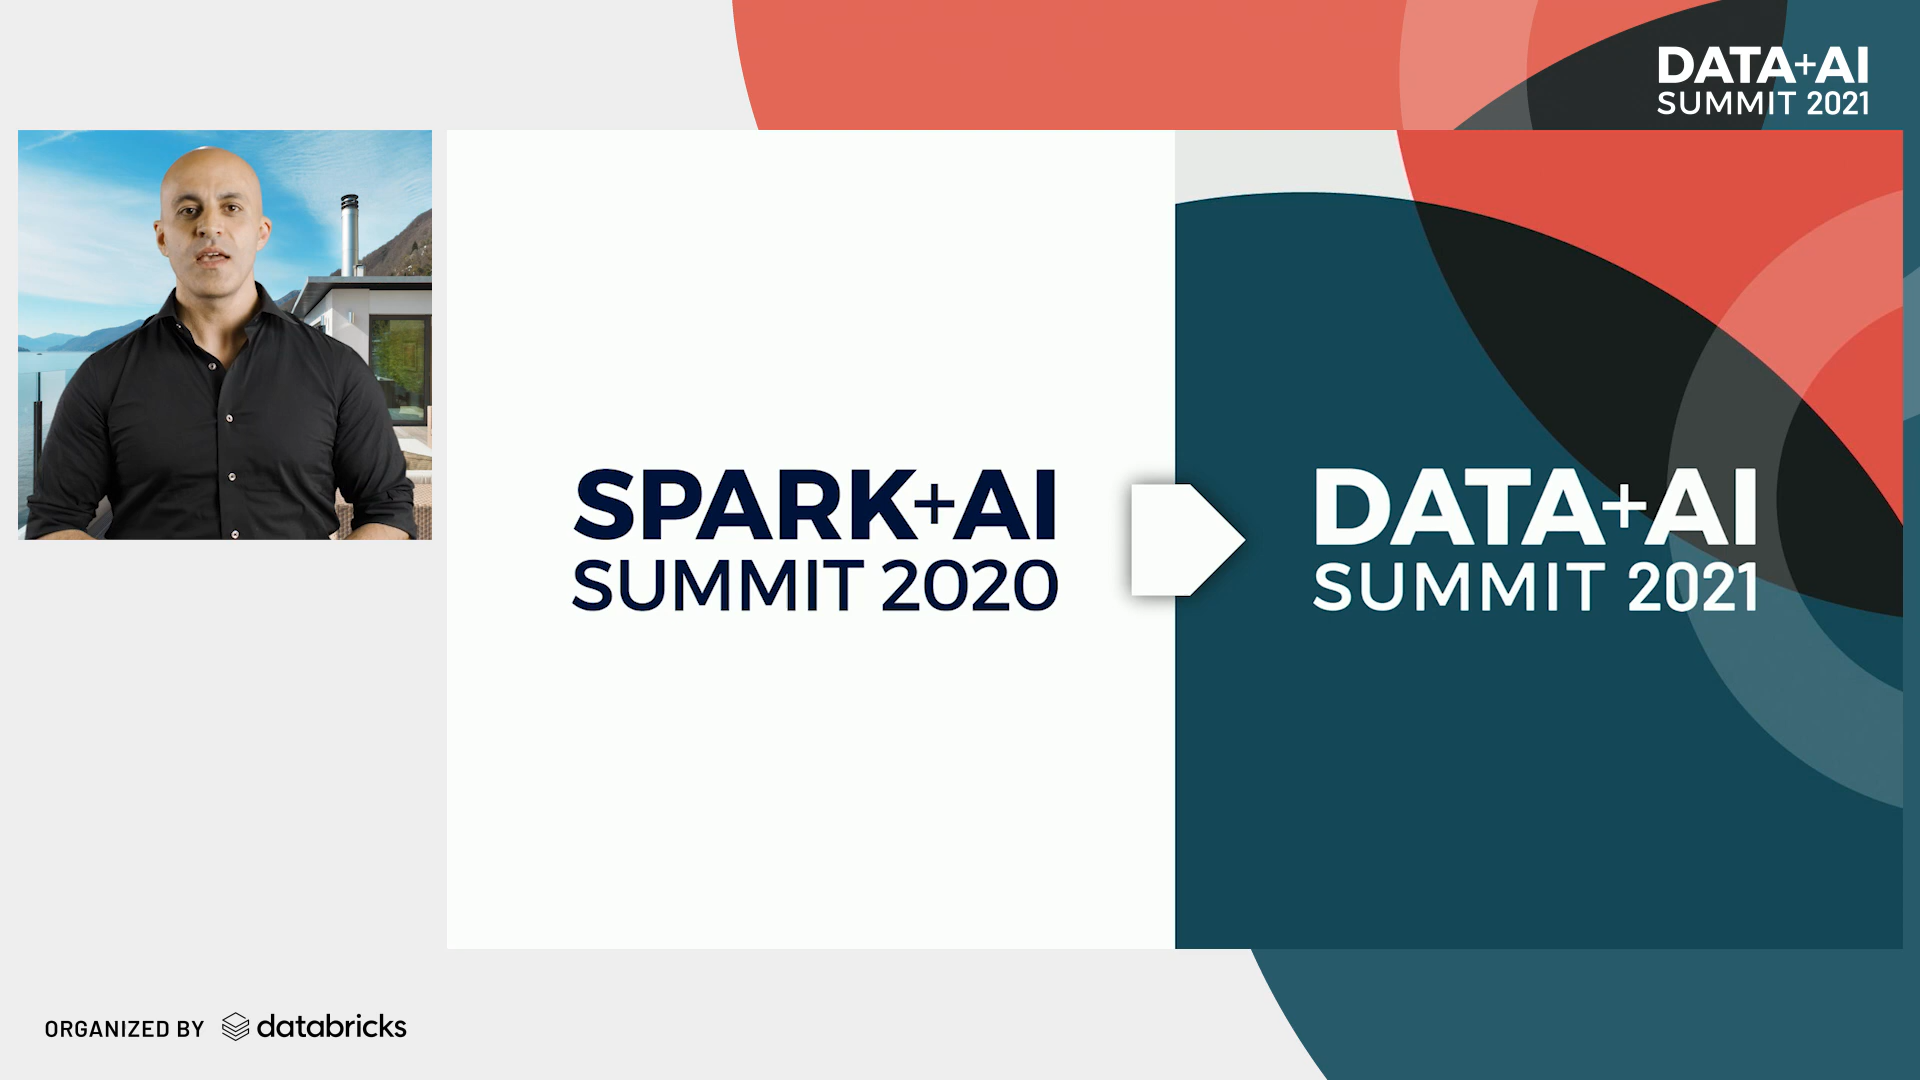 DATA+AI
SUMMIT 2021
SPARK+AI
SUMMIT 2020
DATA+AI
SUMMIT 2021
ORGANIZED BY databricks